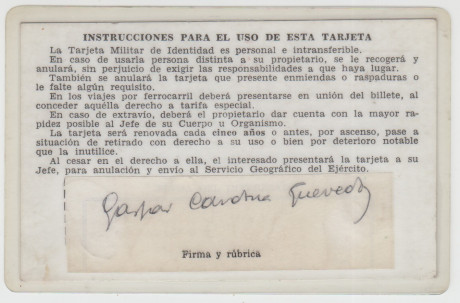 INSTRUCCIONES PARA EL USO DE ESTA TARJETA
La Tarjeta Militar de Identidad es personal e intransferible.
En caso de usarla persona distinta a su propietario, se le recogerá y
anulará, sin perjuicio de exigir las responsabilidades a que haya lugar.
También se anulará la tarjeta que presente enmiendas o raspaduras o
le falte algún requisito.
En los viajes por ferrocarril deberá presentarse en unión del billete, al
conceder aquélla derecho a tarifa especial.
En caso de extravío, deberá el propietario dar cuenta con la mayor ra-
pidez posible al Jefe de su Cuerpo u Organismo.
La tarjeta será renovada cada cinco años o antes, por ascenso, pase a
situación de retirado con derecho a su uso o bien por deterioro notable
que la inutilice.
Al cesar en el derecho a ella, el interesado presentará la tarjeta a su
Jefe, para anulación y envío al Servicio Geográfico del Ejército.
Gaspar
Firma y rúbrica